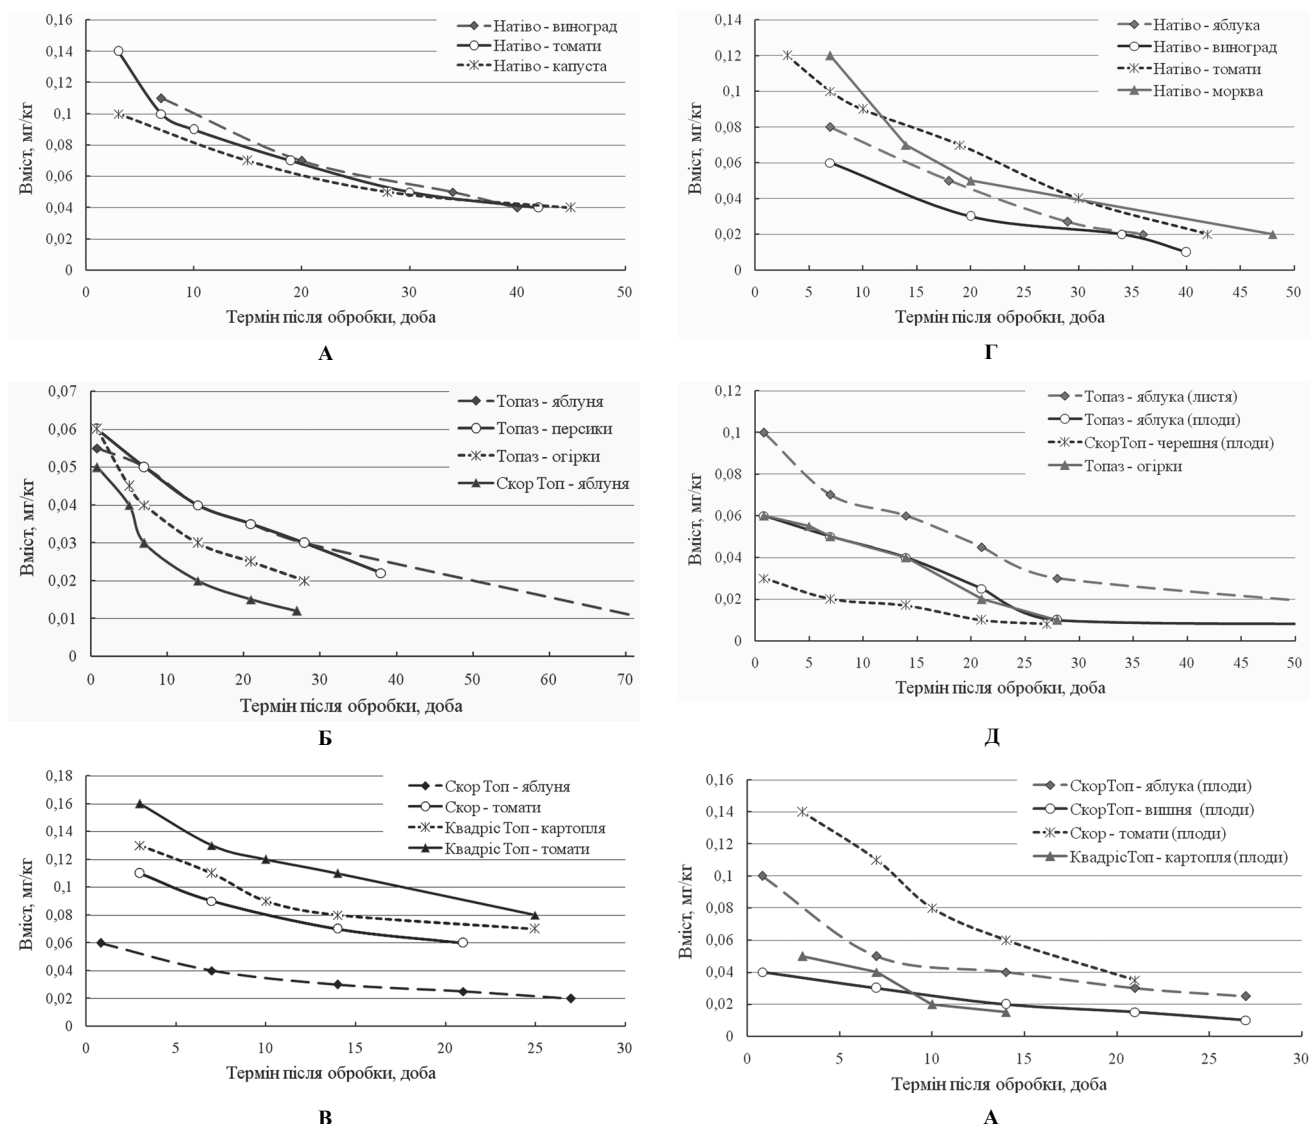 0,16
0,14
0,12
0,1
0,08
0,06
0,04
0,02
0
Вміст, мг/кг
Натіво - виноград
Натіво - томати
Натіво - капуста
0 10 20 30 40 50
Термін після обробки, доба
А
0,14
0,12
0,1
0,08
0,06
0,04
0,02
0
Вміст, мг/кг
Натіво - яблука
Натіво - виноград
Натіво - томати
Натіво - морква
0 5 10 15 20 25 30 35 40 45 50
Термін після обробки, доба
Г
0,07
0,06
0,05
0,04
0,03
0,02
0,01
0
Вміст, мг/кг
Топаз - яблуня
Топаз - персики
Топаз - огірки
Скор Топ - яблуня
0 10 20 30 40 50 60 70
Термін після обробки, доба
Б
0,12
0,1
0,08
0,06
0,04
0,02
0
Вміст, мг/кг
Топаз - яблука (листя)
Топаз - яблука (плоди)
СкорТоп - черешня (плоди)
Топаз - огірки
0 5 10 15 20 25 30 35 40 45 50
Термін після обробки, доба
Д
0,18
0,16
0,14
0,12
0,1
0,08
0,06
0,04
0,02
0
Вміст, мг/кг
Скор Топ - яблуня
Скор - томати
Квадріс Топ - картопля
Квадріс Топ - томати
0 5 10 15 20 25 30
Термін після обробки, доба
В
0,16
0,14
0,12
0,1
0,08
0,06
0,04
0,02
0
Вміст, мг/кг
СкорТоп - яблука (плоди)
СкорТоп - вишня (плоди)
Скор - томати (плоди)
КвадрісТоп - картопля (плоди)
0 5 10 15 20 25 30
Термін після обробки, доба
А